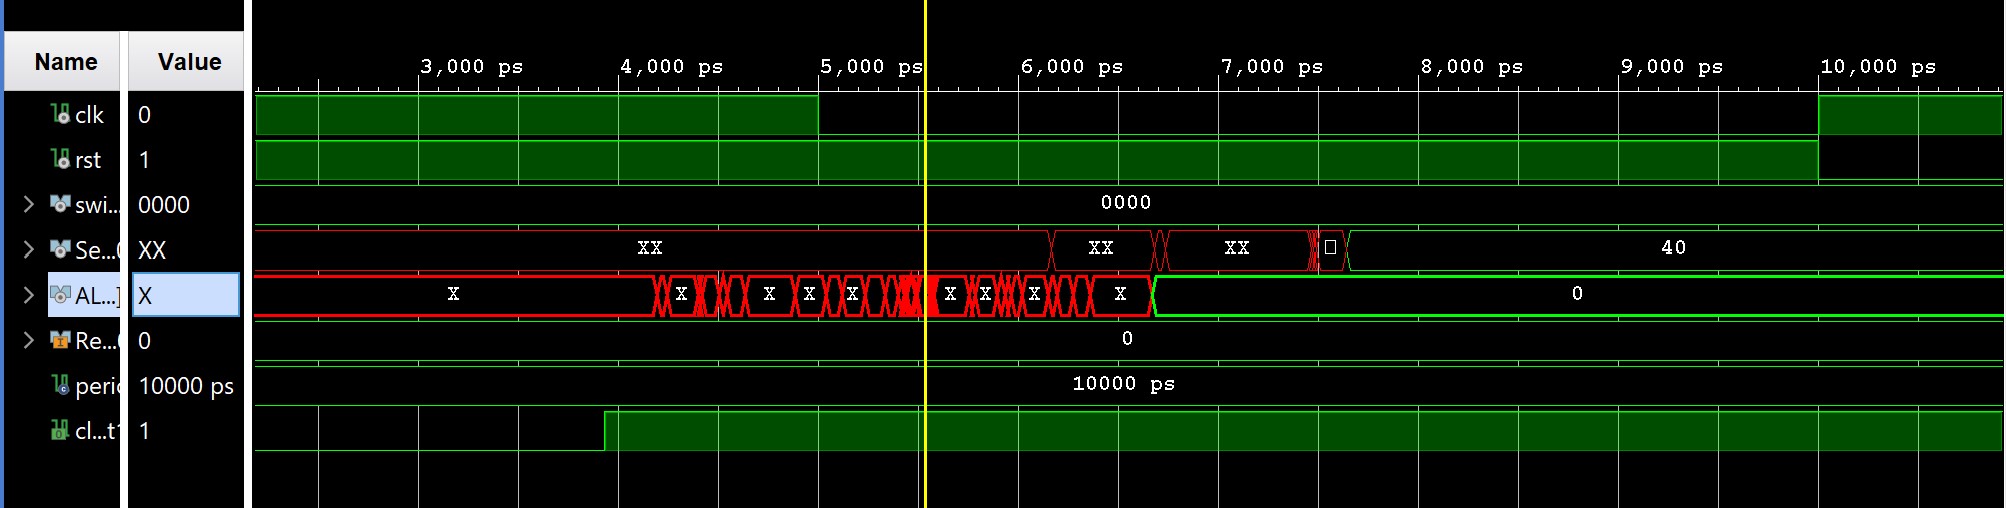 Name Value
3,000 ps 4,000 ps 5,000 ps 6,000 ps 7,000 ps 8,000 ps 9,000 ps 10,000 ps
clk 0
rst 1
swi... 0000 0000
Se...( XX XX XX XX 40
AL...] X X X X X X X X X X 0
Re...( 0 0
peric 10000 ps 10000 ps
cl...t1 1